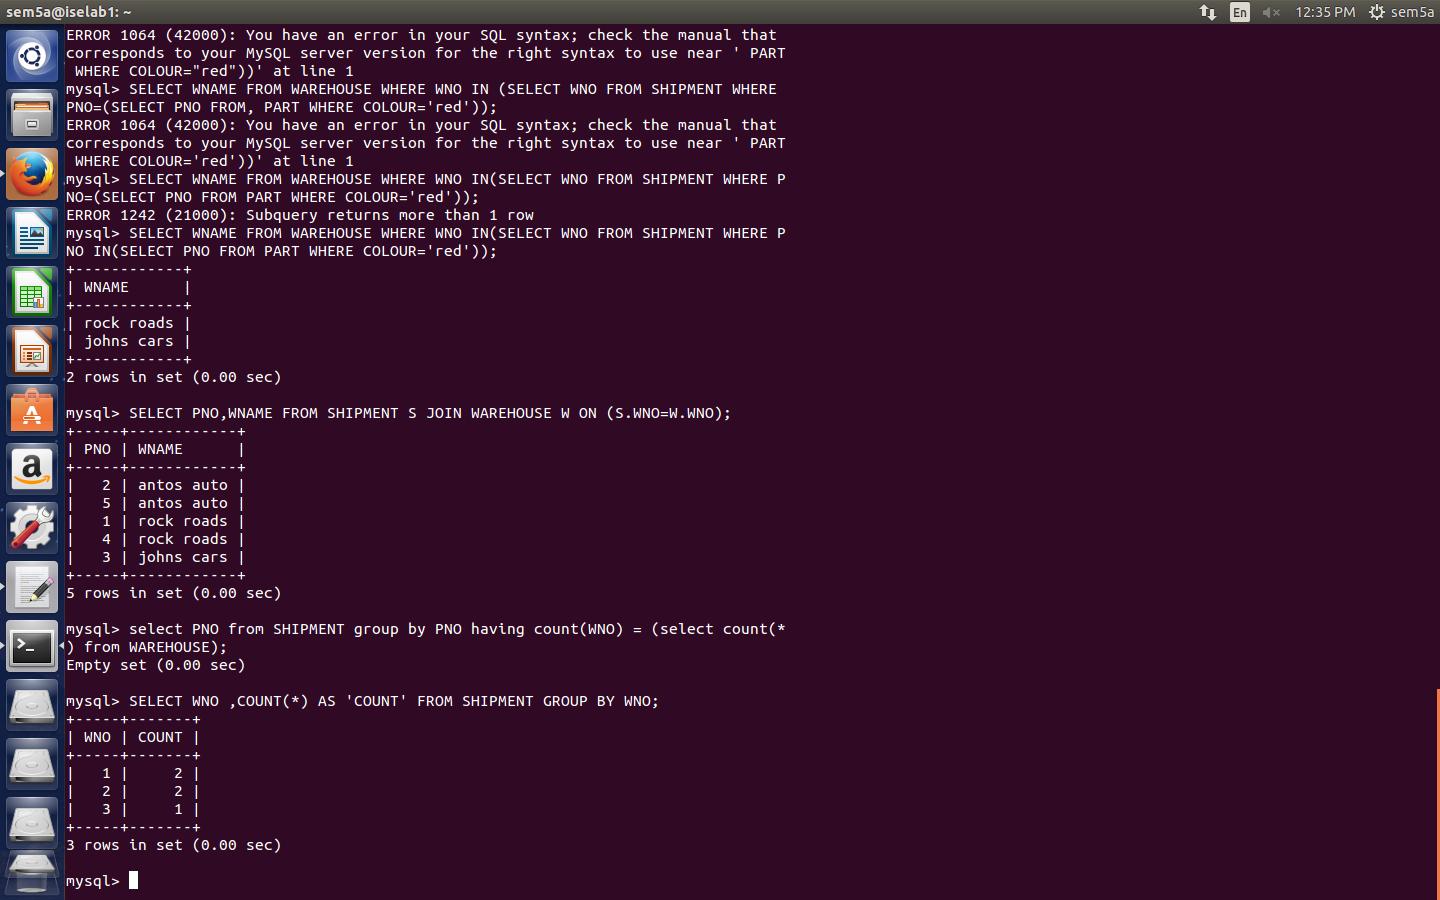 sem5a@iselab1: ~
En
12:35 PM
sem5a
ERROR 1064 (42000): You have an error in your SQL syntax; check the manual that
corresponds to your MySQL server version for the right syntax to use near ' PART
 WHERE COLOUR="red"))' at line 1
mysql> SELECT WNAME FROM WAREHOUSE WHERE WNO IN (SELECT WNO FROM SHIPMENT WHERE
PNO=(SELECT PNO FROM, PART WHERE COLOUR='red'));
ERROR 1064 (42000): You have an error in your SQL syntax; check the manual that
corresponds to your MySQL server version for the right syntax to use near ' PART
 WHERE COLOUR='red'))' at line 1
mysql> SELECT WNAME FROM WAREHOUSE WHERE WNO IN(SELECT WNO FROM SHIPMENT WHERE P
NO=(SELECT PNO FROM PART WHERE COLOUR='red'));
ERROR 1242 (21000): Subquery returns more than 1 row
mysql> SELECT WNAME FROM WAREHOUSE WHERE WNO IN(SELECT WNO FROM SHIPMENT WHERE P
NO IN(SELECT PNO FROM PART WHERE COLOUR='red'));
+------------+
| WNAME      |
+------------+
| rock roads |
| johns cars |
+------------+
2 rows in set (0.00 sec)
mysql> SELECT PNO,WNAME FROM SHIPMENT S JOIN WAREHOUSE W ON (S.WNO=W.WNO);
+-----+------------+
| PNO | WNAME      |
+-----+------------+
|   2 | antos auto |
|   5 | antos auto |
|   1 | rock roads |
|   4 | rock roads |
|   3 | johns cars |
+-----+------------+
5 rows in set (0.00 sec)
mysql> select PNO from SHIPMENT group by PNO having count(WNO) = (select count(*
) from WAREHOUSE);
Empty set (0.00 sec)
mysql> SELECT WNO ,COUNT(*) AS 'COUNT' FROM SHIPMENT GROUP BY WNO;
+-----+-------+
| WNO | COUNT |
+-----+-------+
|   1 |     2 |
|   2 |     2 |
|   3 |     1 |
+-----+-------+
3 rows in set (0.00 sec)
mysql>